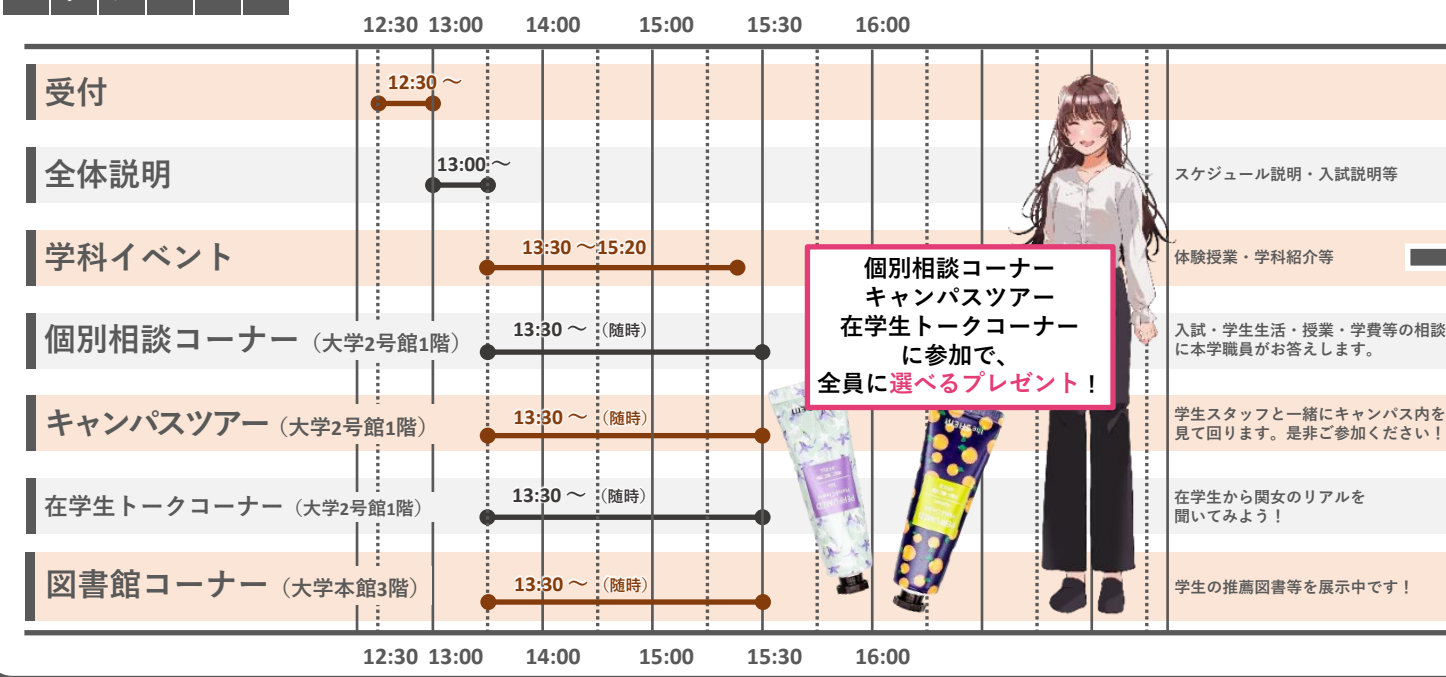 12:30 13:00 14:00 15:00 15:30 16:00
受付
12:30 ～
全体説明
13:00 ～
スケジュール説明・入試説明等
学科イベント
13:30 ～15:20
体験授業・学科紹介等
個別相談コーナー（大学2号館1階）
13:30 ～ （随時）
入試・学生生活・授業・学費等の相談
に本学職員がお答えします。
キャンパスツアー（大学2号館1階）
13:30 ～ （随時）
学生スタッフと一緒にキャンパス内を
見て回ります。是非ご参加ください！
在学生トークコーナー（大学2号館1階）
13:30 ～ （随時）
在学生から関女のリアルを
聞いてみよう！
図書館コーナー（大学本館3階）
13:30 ～ （随時）
学生の推薦図書等を展示中です！
個別相談コーナー
キャンパスツアー
在学生トークコーナー
に参加で、
全員に選べるプレゼント！
the SAEM
PERFUMED
12:30 13:00 14:00 15:00 15:30 16:00